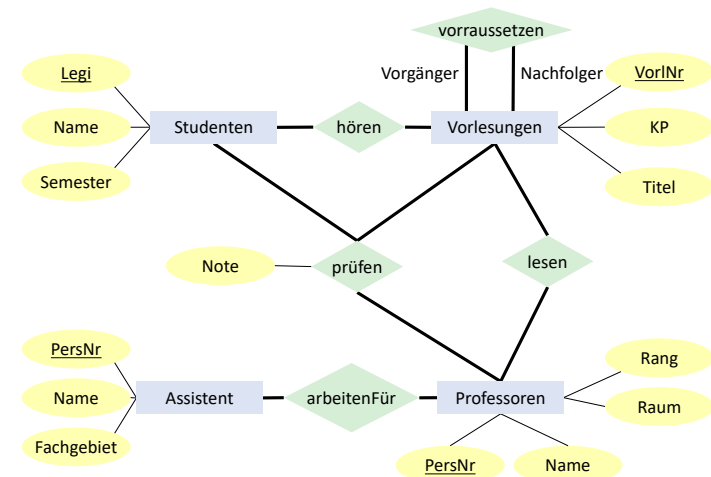 vorraussetzen
Vorgänger
Nachfolger
Legi
VorlNr
Name
Studenten
hören
Vorlesungen
KP
Semester
Titel
Note
prüfen
lesen
PersNr
Rang
Name
Assistent
arbeitenFür
Professoren
Raum
Fachgebiet
PersNr
Name